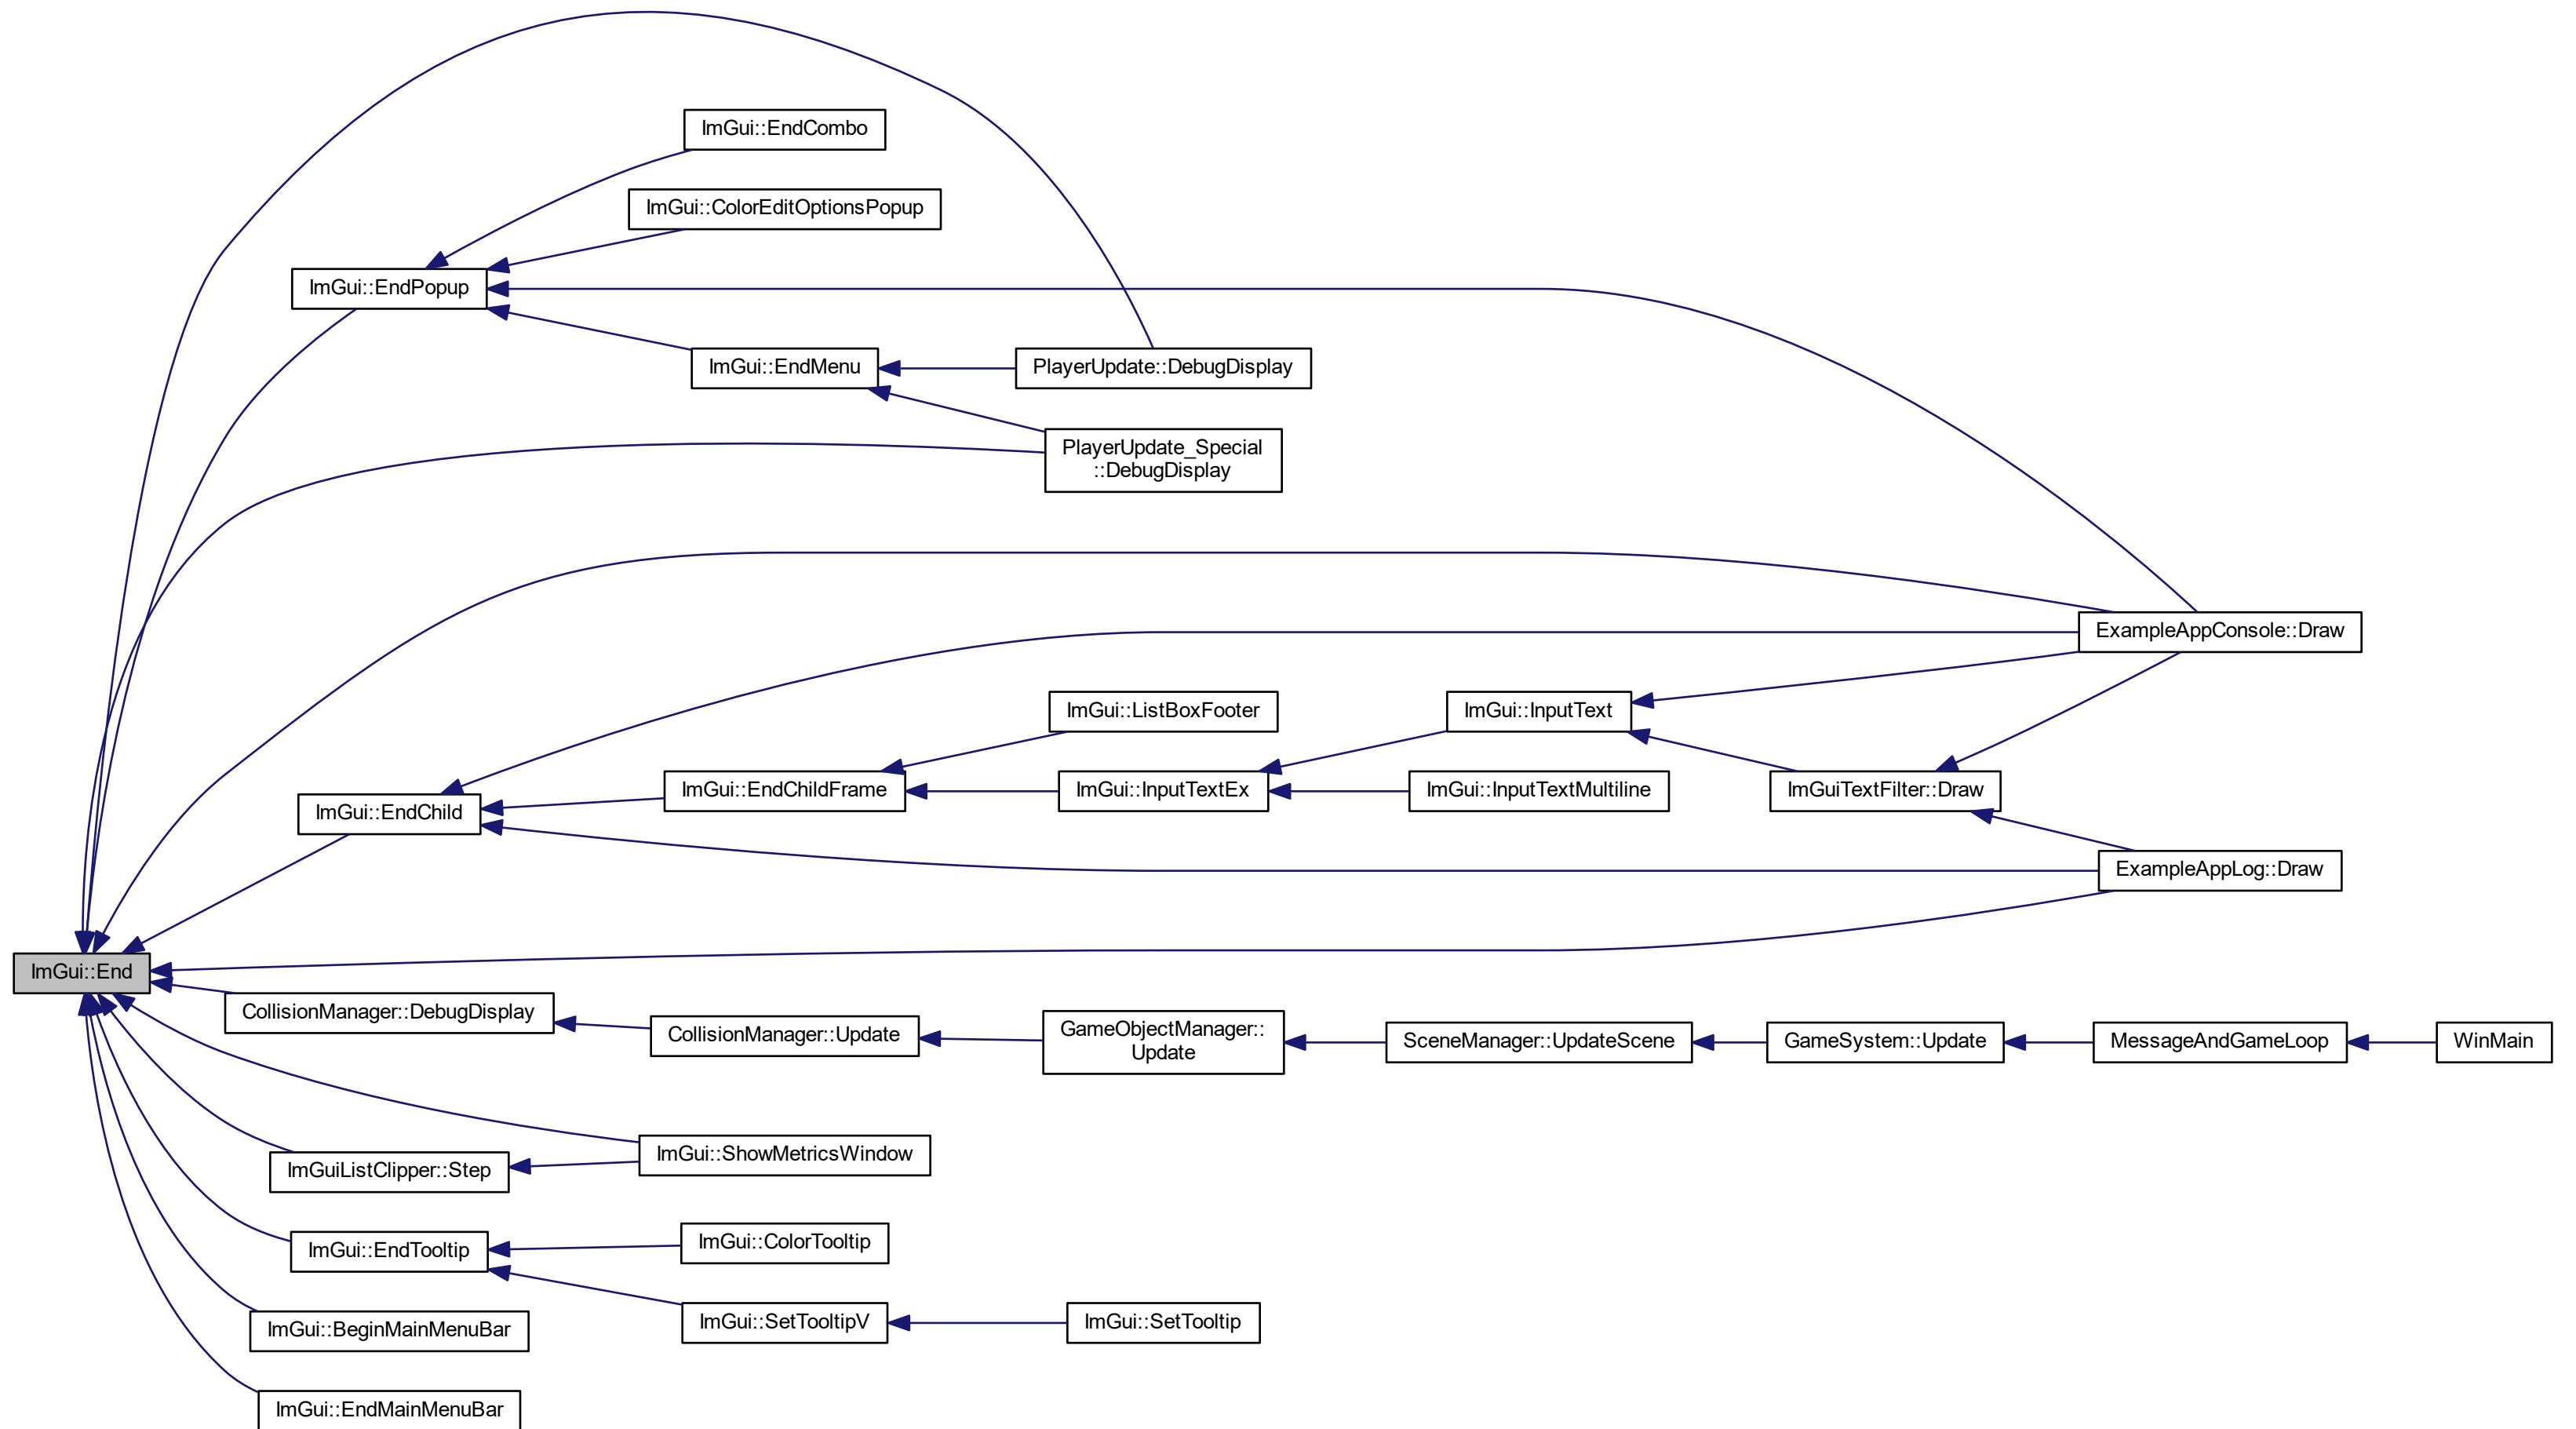 ImGui::EndCombo
ImGui::ColorEditOptionsPopup
ImGui::EndPopup
ImGui::EndMenu
PlayerUpdate::DebugDisplay
PlayerUpdate_Special
::DebugDisplay
ExampleAppConsole::Draw
ImGui::ListBoxFooter
ImGui::InputText
ImGui::EndChild
ImGui::EndChildFrame
ImGui::InputTextEx
ImGui::InputTextMultiline
ImGuiTextFilter::Draw
ExampleAppLog::Draw
ImGui::End
CollisionManager::DebugDisplay
CollisionManager::Update
GameObjectManager::
Update
SceneManager::UpdateScene
GameSystem::Update
MessageAndGameLoop
WinMain
ImGuiListClipper::Step
ImGui::ShowMetricsWindow
ImGui::EndTooltip
ImGui::ColorTooltip
ImGui::SetTooltipV
ImGui::SetTooltip
ImGui::BeginMainMenuBar
ImGui::EndMainMenuBar